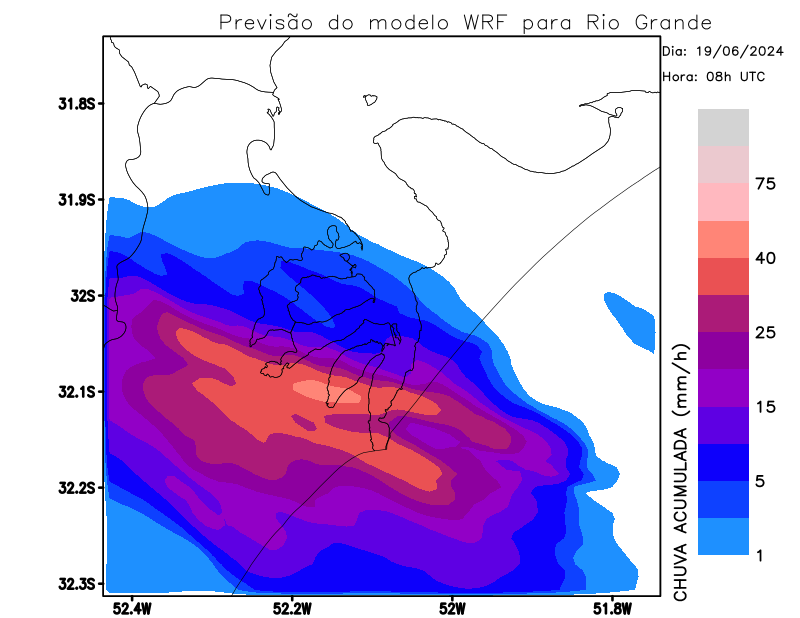 Previsão do modelo WRF para Rio Grande
Dia: 19/06/2024
Hora: 08h UTC
31.8S
31.9S
32S
32.1S
32.2S
32.3S
52.4W
52.2W
52W
51.8W
75
40
25
15
5
1
CHUVA ACUMULADA (mm/h)